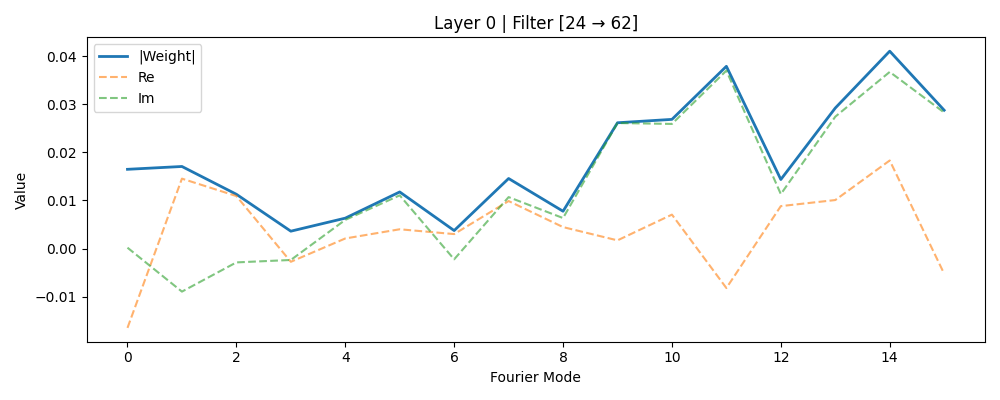 Layer 0 | Filter [24 → 62]
|Weight|
Re
Im
Value
0.04
0.03
0.02
0.01
0.00
−0.01
0 2 4 6 8 10 12 14
Fourier Mode